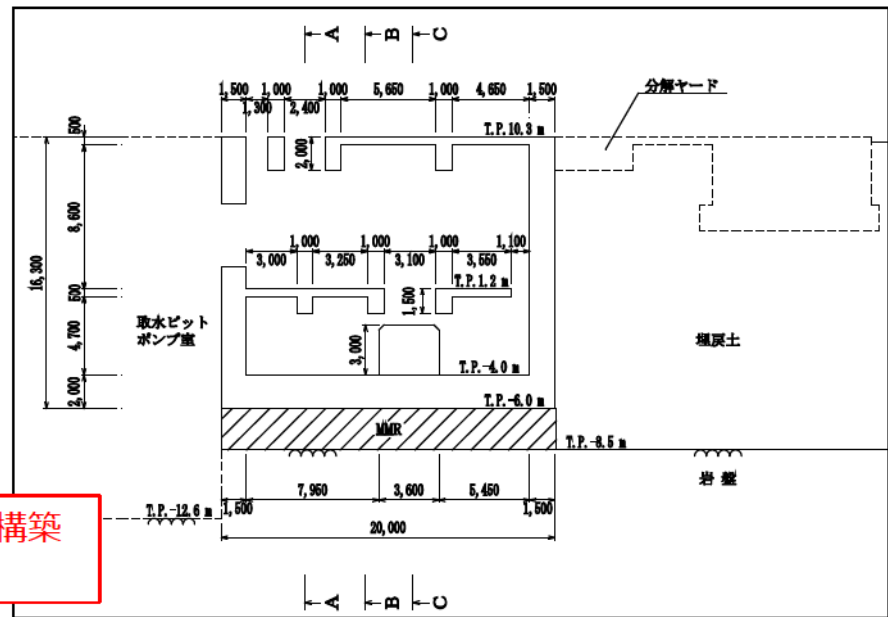 A B C
1,500 1,000 1,000 5,650 1,000 4,650 1,500
1,300 2,400
分解ヤード
T.P.10.3 m
500
2,000
8,600
16,300
1,000 1,000 1,000 1,100
3,000 3,250 3,100 3,550
T.P.1.2 m
500
1,500
取水ピット
ポンプ室
埋戻土
4,700
3,000
T.P.-4.0 m
2,000
T.P.-6.0 m
MMR
T.P.-8.5 m
岩盤
7,950 3,600 5,450
構築
T.P.-12.6 m
1,500 1,500
20,000
A B C